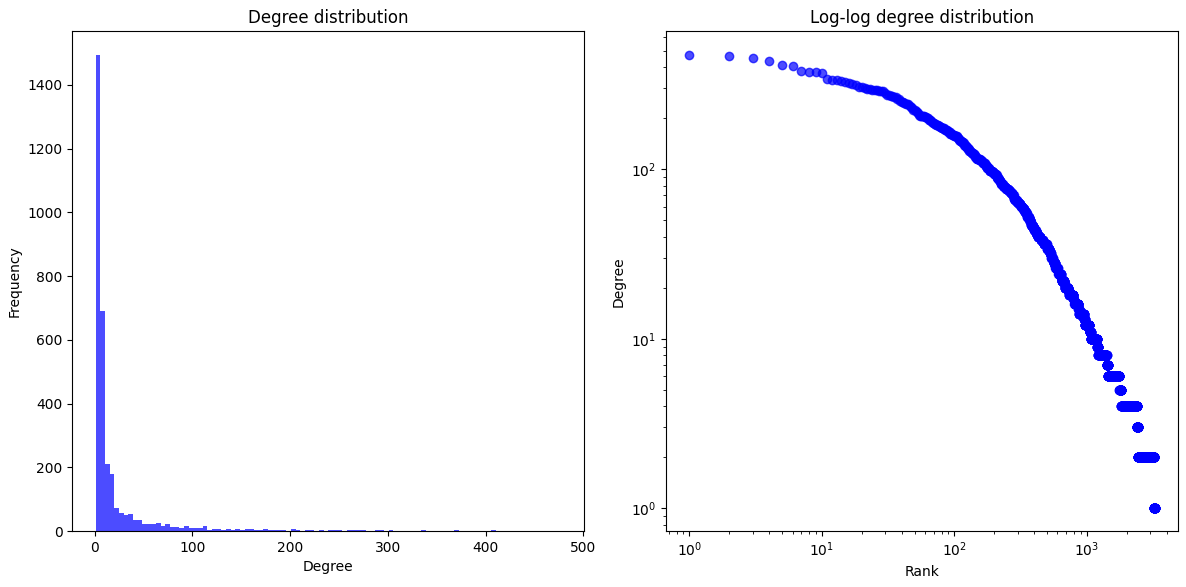 Degree distribution
Frequency
1400
1200
1000
800
600
400
200
0
0 100 200 300 400 500
Degree
Log-log degree distribution
Degree
10²
10¹
10⁰
10⁰ 10¹ 10² 10³
Rank